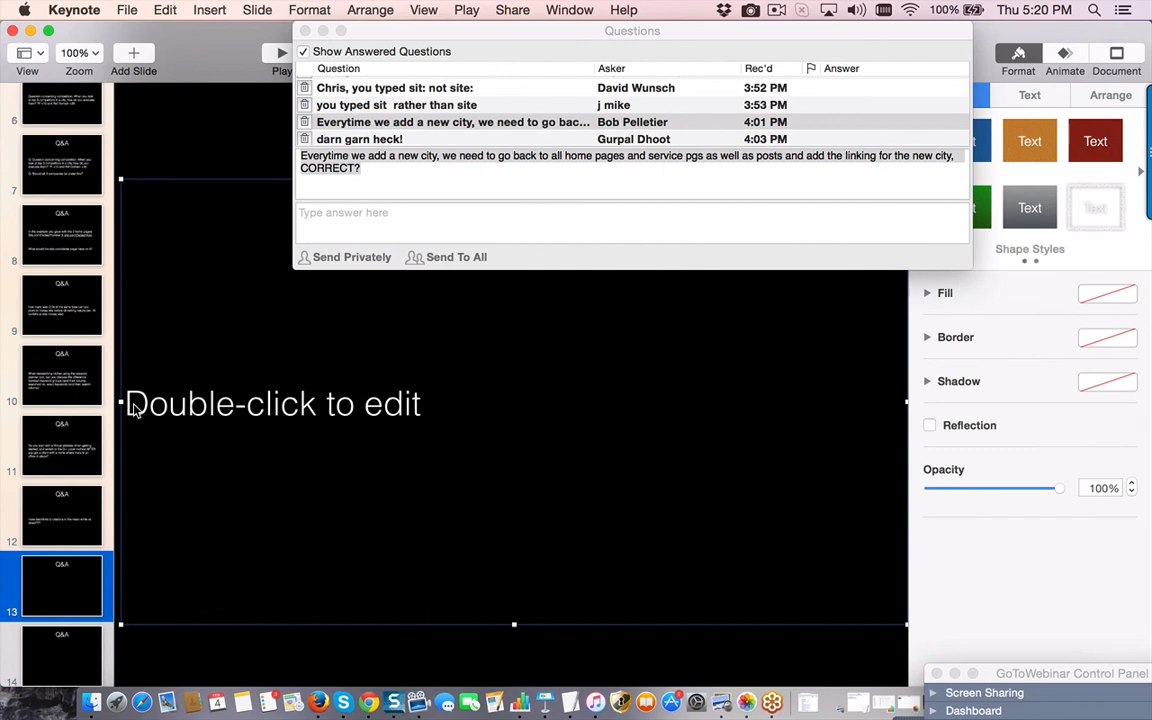 Keynote File Edit Insert Slide Format Arrange View Play Share Window Help 100% Thu 5:20 PM
Questions
100%
View Zoom Add Slide Play
Format Animate Document
Show Answered Questions
Question Asker Rec'd Answer
Chris, you typed sit: not site: David Wunsch 3:52 PM
you typed sit rather than site j mike 3:53 PM
Everytime we add a new city, we need to go bac... Bob Pelletier 4:01 PM
darn garn heck! Gurpal Dhoot 4:03 PM
Everytime we add a new city, we need to go back to all home pages and service pgs as well as posts and add the linking for the new city,
CORRECT?
Type answer here
Send Privately Send To All
Text Arrange
Text Text
Text Text
Shape Styles
Fill
Border
Shadow
Reflection
Opacity
100%
Double-click to edit
6
7
Q&A
8
Q&A
9
Q&A
10
Q&A
11
Q&A
12
Q&A
13
Q&A
14
GoToWebinar Control Panel
Screen Sharing
Dashboard